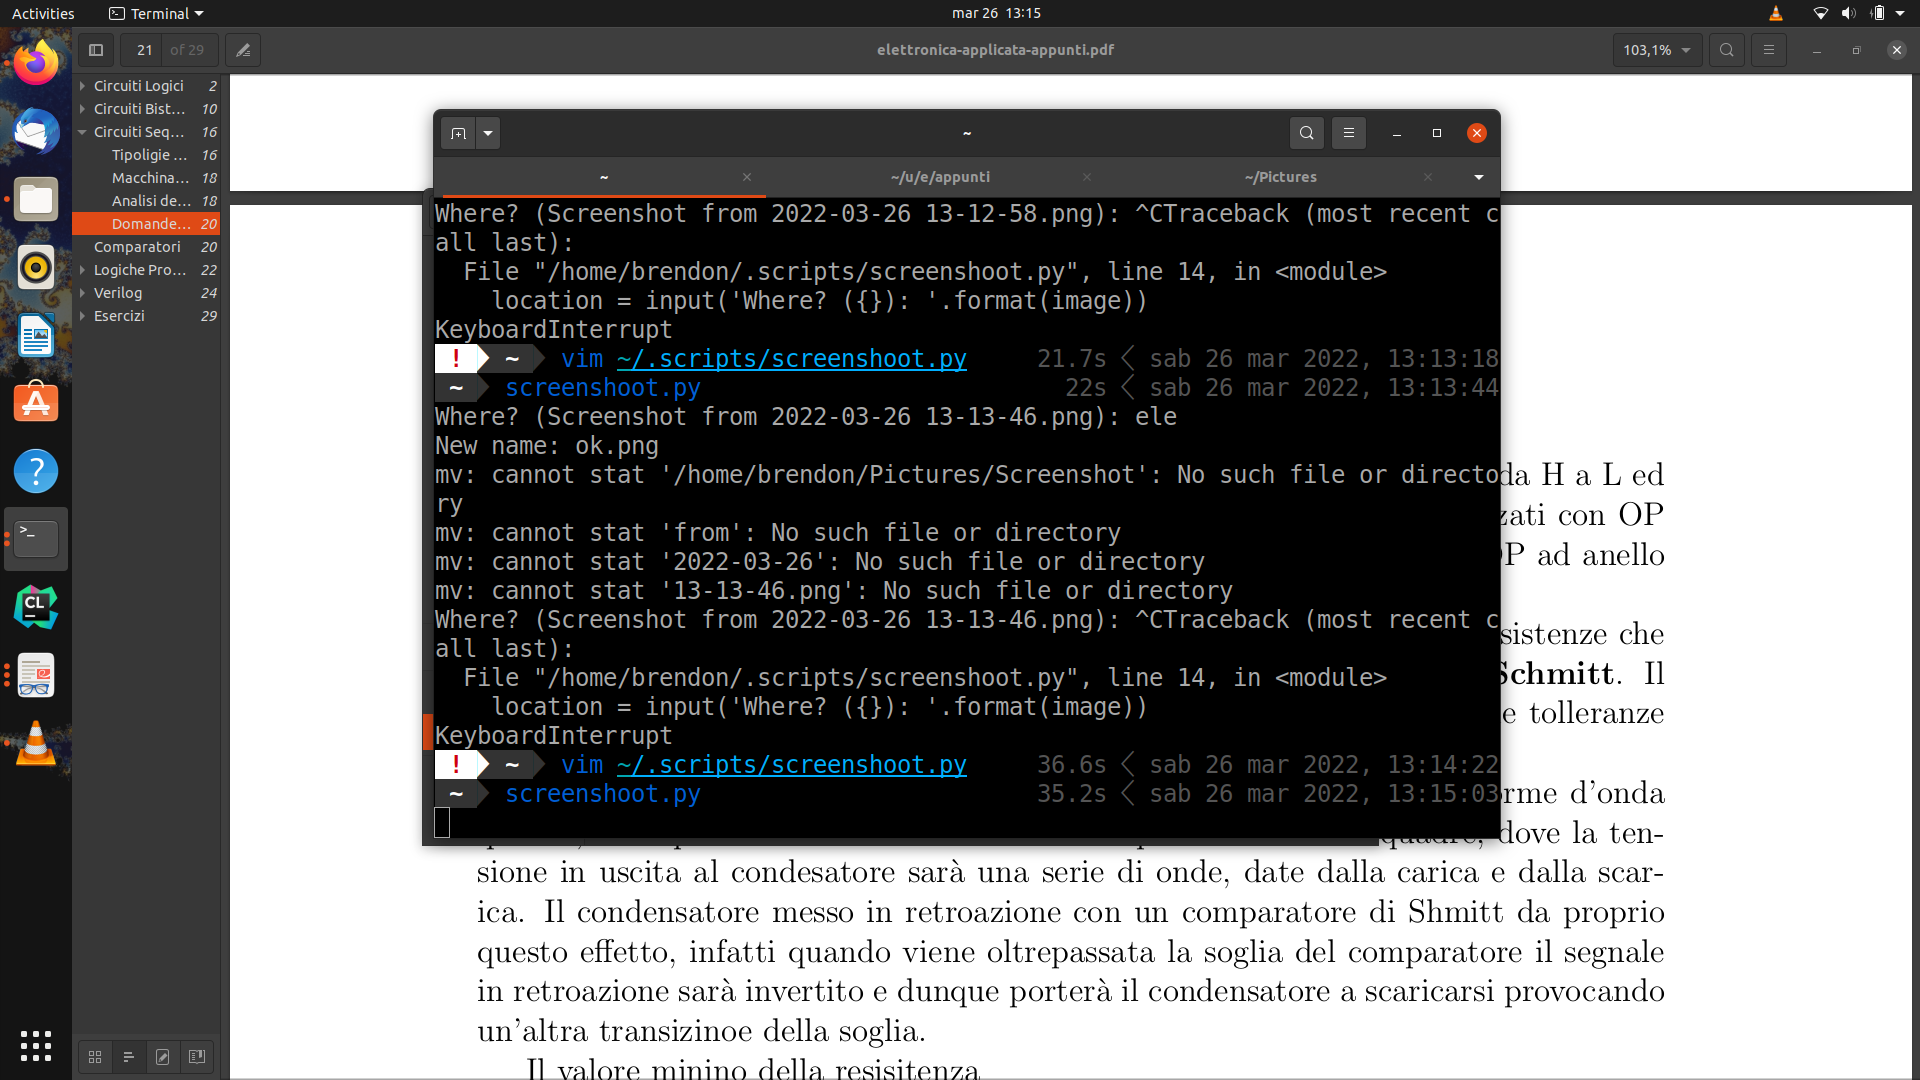 Activities
Terminal
mar 26 13:15
21 of 29
elettronica-applicata-appunti.pdf
103,1%
Circuiti Logici 2
Circuiti Bist… 10
Circuiti Seq… 16
Tipoligie … 16
Macchina… 18
Analisi de… 18
Domande… 20
Comparatori 20
Logiche Pro… 22
Verilog 24
Esercizi 29
~
~
~/u/e/appunti
~/Pictures
Where? (Screenshot from 2022-03-26 13-12-58.png): ^CTraceback (most recent c
all last):
File "/home/brendon/.scripts/screenshoot.py", line 14, in <module>
location = input('Where? ({}): '.format(image))
KeyboardInterrupt
! ~ vim ~/.scripts/screenshoot.py 21.7s < sab 26 mar 2022, 13:13:18
~ screenshoot.py 22s < sab 26 mar 2022, 13:13:44
Where? (Screenshot from 2022-03-26 13-13-46.png): ele
New name: ok.png
mv: cannot stat '/home/brendon/Pictures/Screenshot': No such file or directo
ry
mv: cannot stat 'from': No such file or directory
mv: cannot stat '2022-03-26': No such file or directory
mv: cannot stat '13-13-46.png': No such file or directory
Where? (Screenshot from 2022-03-26 13-13-46.png): ^CTraceback (most recent c
all last):
File "/home/brendon/.scripts/screenshoot.py", line 14, in <module>
location = input('Where? ({}): '.format(image))
KeyboardInterrupt
! ~ vim ~/.scripts/screenshoot.py 36.6s < sab 26 mar 2022, 13:14:22
~ screenshoot.py 35.2s < sab 26 mar 2022, 13:15:03
da H a L ed
zati con OP
OP ad anello
sistenze che
Schmitt. Il
e tolleranze
rme d'onda
quadre, dove la ten-
sione in uscita al condesatore sarà una serie di onde, date dalla carica e dalla scar-
ica. Il condensatore messo in retroazione con un comparatore di Shmitt da proprio
questo effetto, infatti quando viene oltrepassata la soglia del comparatore il segnale
in retroazione sarà invertito e dunque porterà il condensatore a scaricarsi provocando
un'altra transizinoe della soglia.
Il valore minino della resisitenza